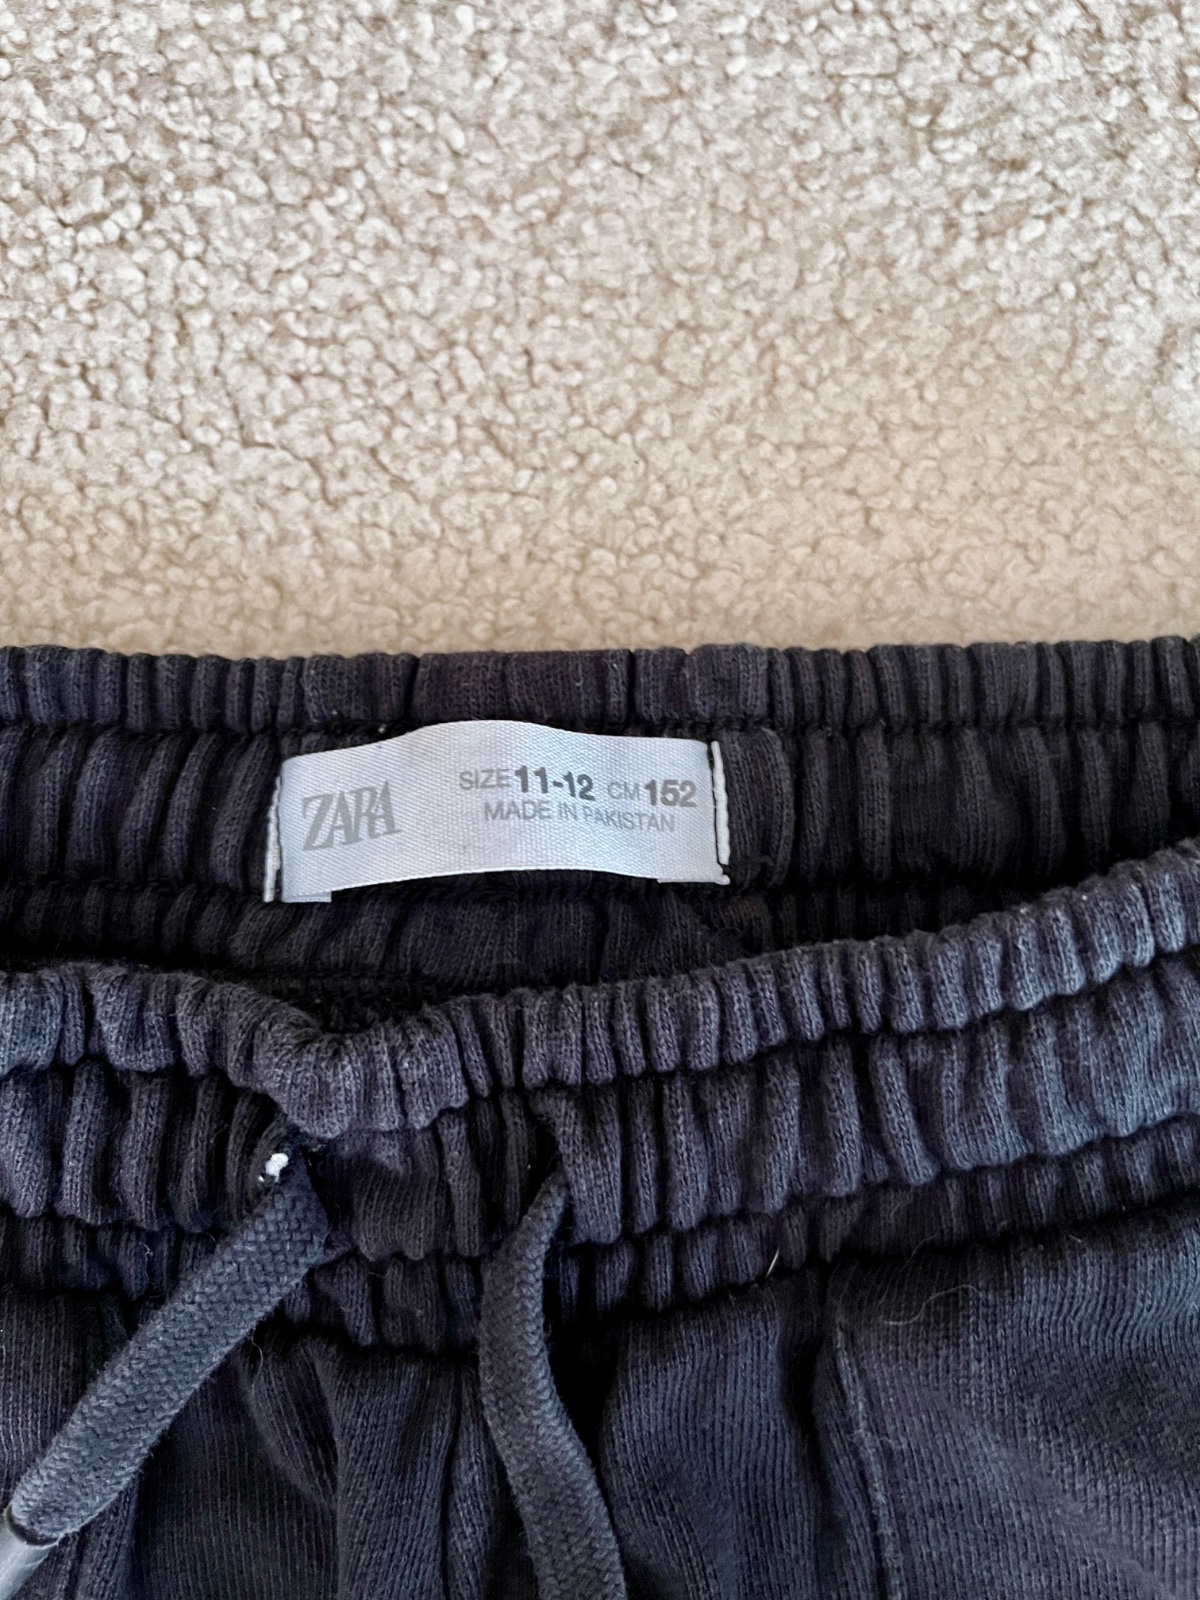 ZARA
SIZE 11-12 CM 152
MADE IN PAKISTAN